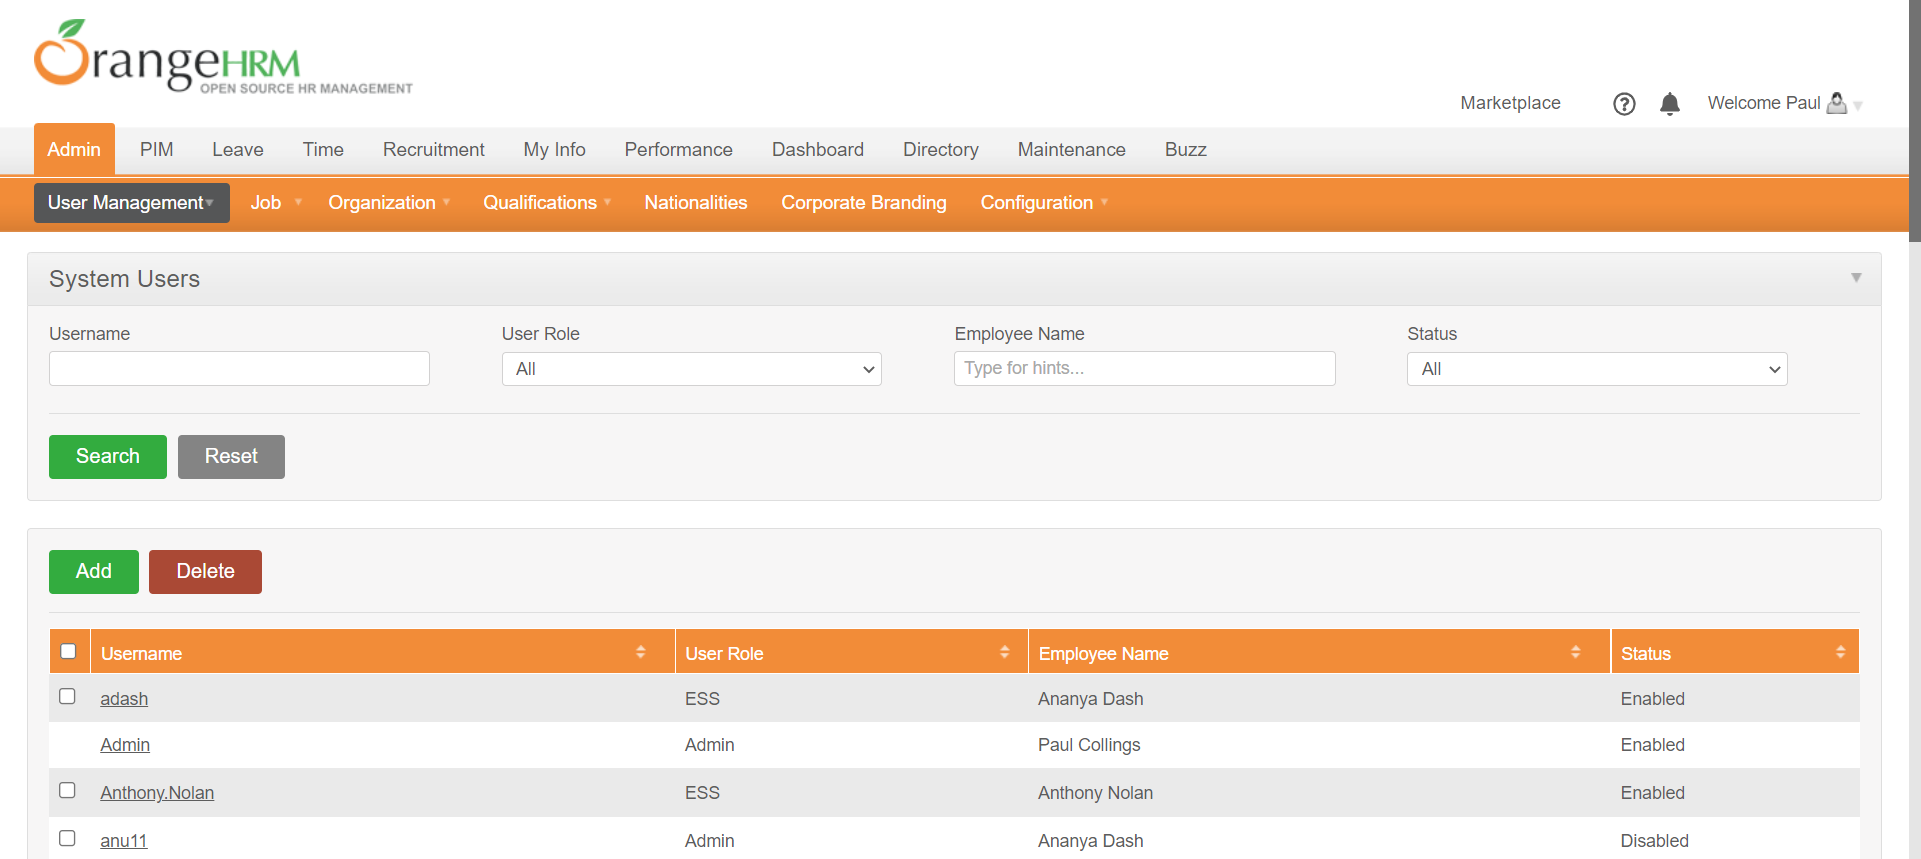 OrangeHRM
OPEN SOURCE HR MANAGEMENT
Marketplace ? Welcome Paul
Admin PIM Leave Time Recruitment My Info Performance Dashboard Directory Maintenance Buzz
User Management Job Organization Qualifications Nationalities Corporate Branding Configuration
System Users
Username User Role Employee Name Status
All Type for hints... All
Search Reset
Add Delete
Username User Role Employee Name Status
adash ESS Ananya Dash Enabled
Admin Admin Paul Collings Enabled
Anthony.Nolan ESS Anthony Nolan Enabled
anu11 Admin Ananya Dash Disabled